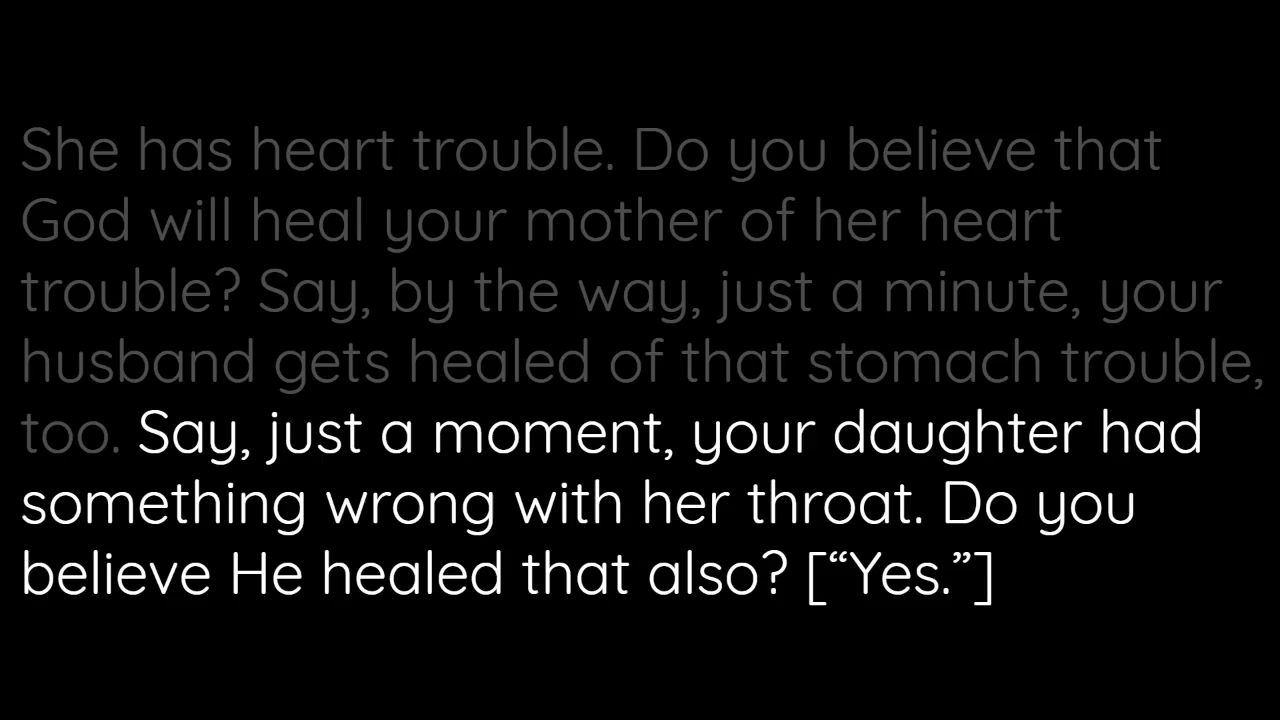 She has heart trouble. Do you believe that
God will heal your mother of her heart
trouble? Say, by the way, just a minute, your
husband gets healed of that stomach trouble,
too. Say, just a moment, your daughter had
something wrong with her throat. Do you
believe He healed that also? [“Yes.”]